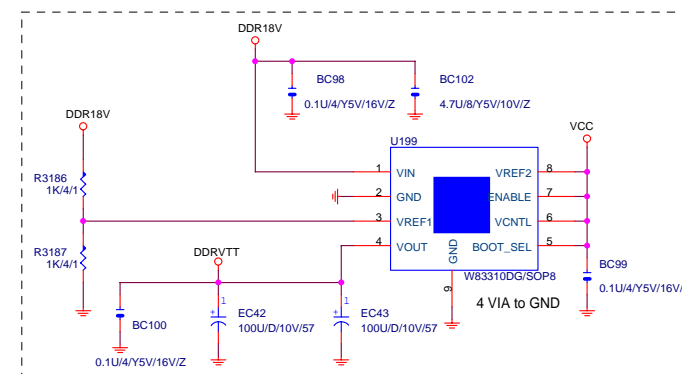 DDR18V
BC98
BC102
0.1U/4/Y5V/16V/Z
4.7U/8/Y5V/10V/Z
DDR18V
VCC
U199
R3186
1K/4/1
1 VIN VREF2 8
2 GND ENABLE 7
3 VREF1 VCNTL 6
4 VOUT BOOT_SEL 5
GND
9
R3187
1K/4/1
DDRVTT
W83310DG/SOP8
BC99
0.1U/4/Y5V/16V/
4 VIA to GND
1
EC42
100U/D/10V/57
1
EC43
100U/D/10V/57
BC100
0.1U/4/Y5V/16V/Z
+
+